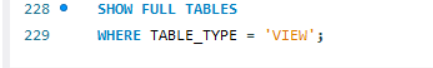 228 SHOW FULL TABLES
229 WHERE TABLE_TYPE = 'VIEW';